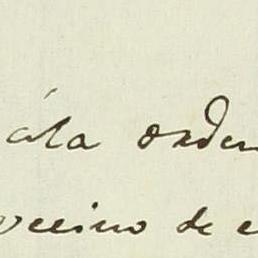 á la orden
vecino de e